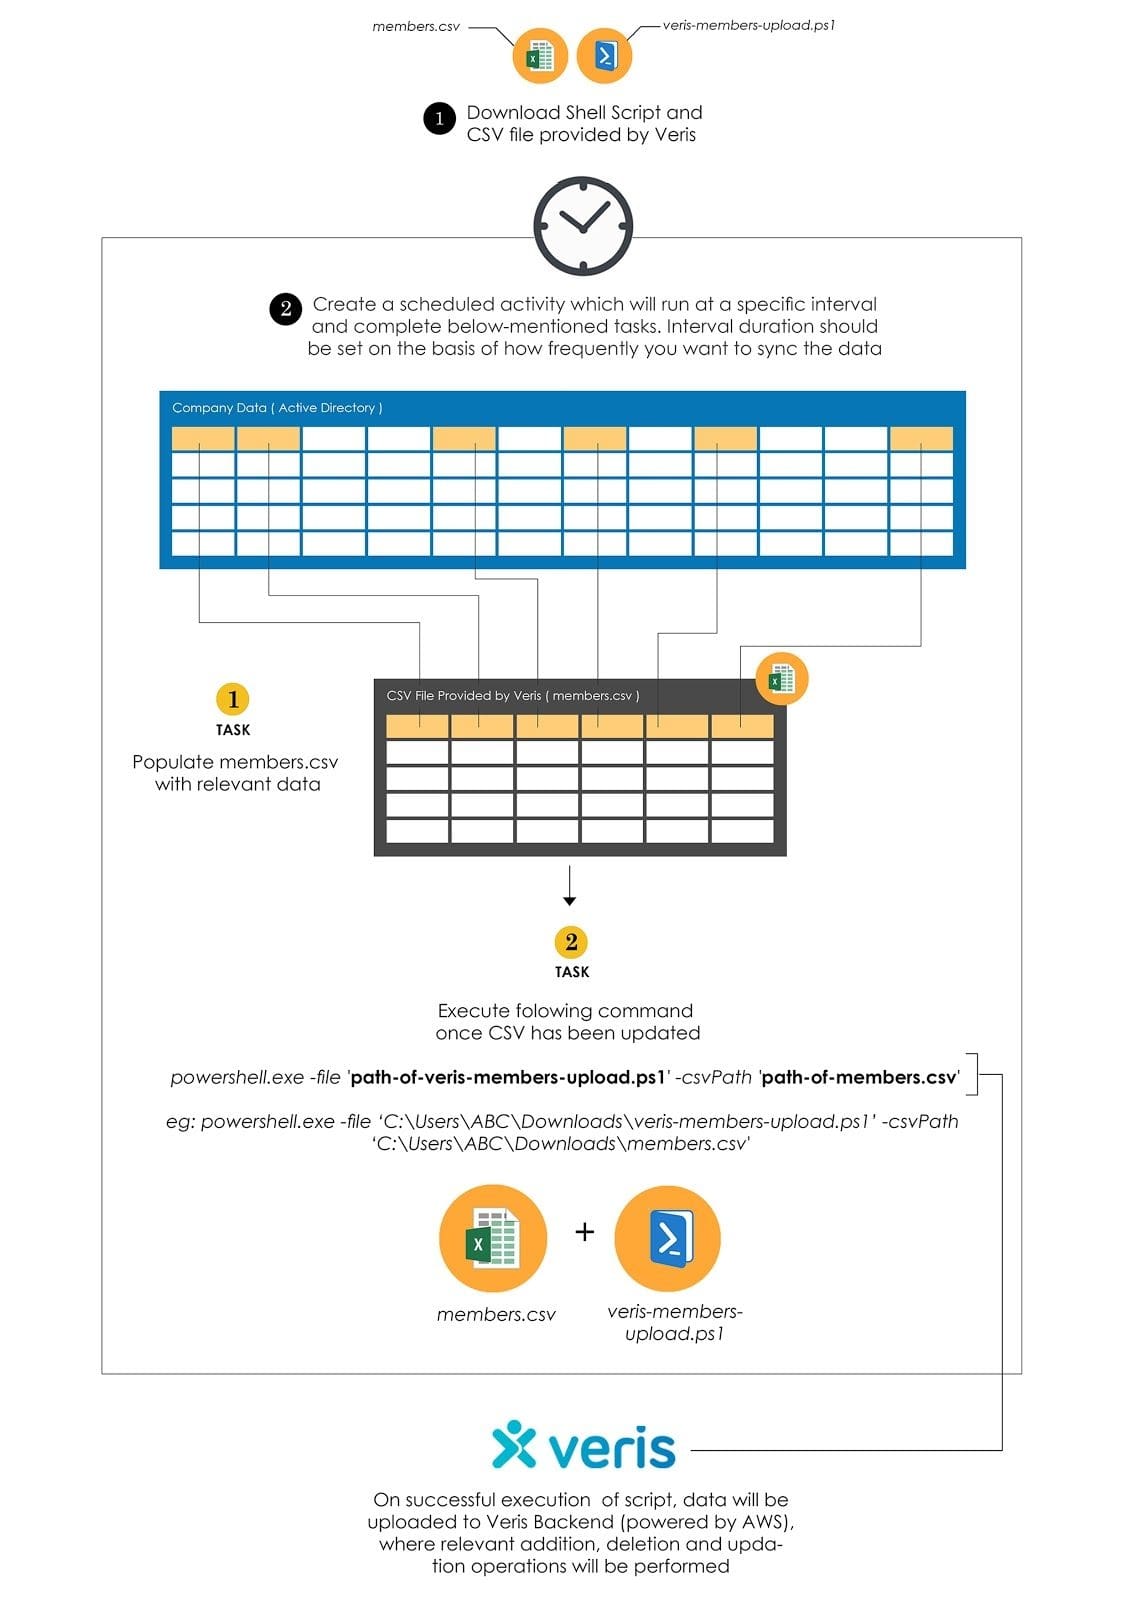 members.csv
veris-members-upload.ps1
1
Download Shell Script and
CSV file provided by Veris
2
Create a scheduled activity which will run at a specific interval
and complete below-mentioned tasks. Interval duration should
be set on the basis of how frequently you want to sync the data
Company Data ( Active Directory )
CSV File Provided by Veris ( members.csv )
X
1
TASK
Populate members.csv
with relevant data
2
TASK
Execute folowing command
once CSV has been updated
powershell.exe -file 'path-of-veris-members-upload.ps1' -csvPath 'path-of-members.csv'
eg: powershell.exe -file ‘C:\Users\ABC\Downloads\veris-members-upload.ps1’ -csvPath
‘C:\Users\ABC\Downloads\members.csv'
X
+
members.csv
veris-members-
upload.ps1
veris
On successful execution of script, data will be
uploaded to Veris Backend (powered by AWS),
where relevant addition, deletion and upda-
tion operations will be performed